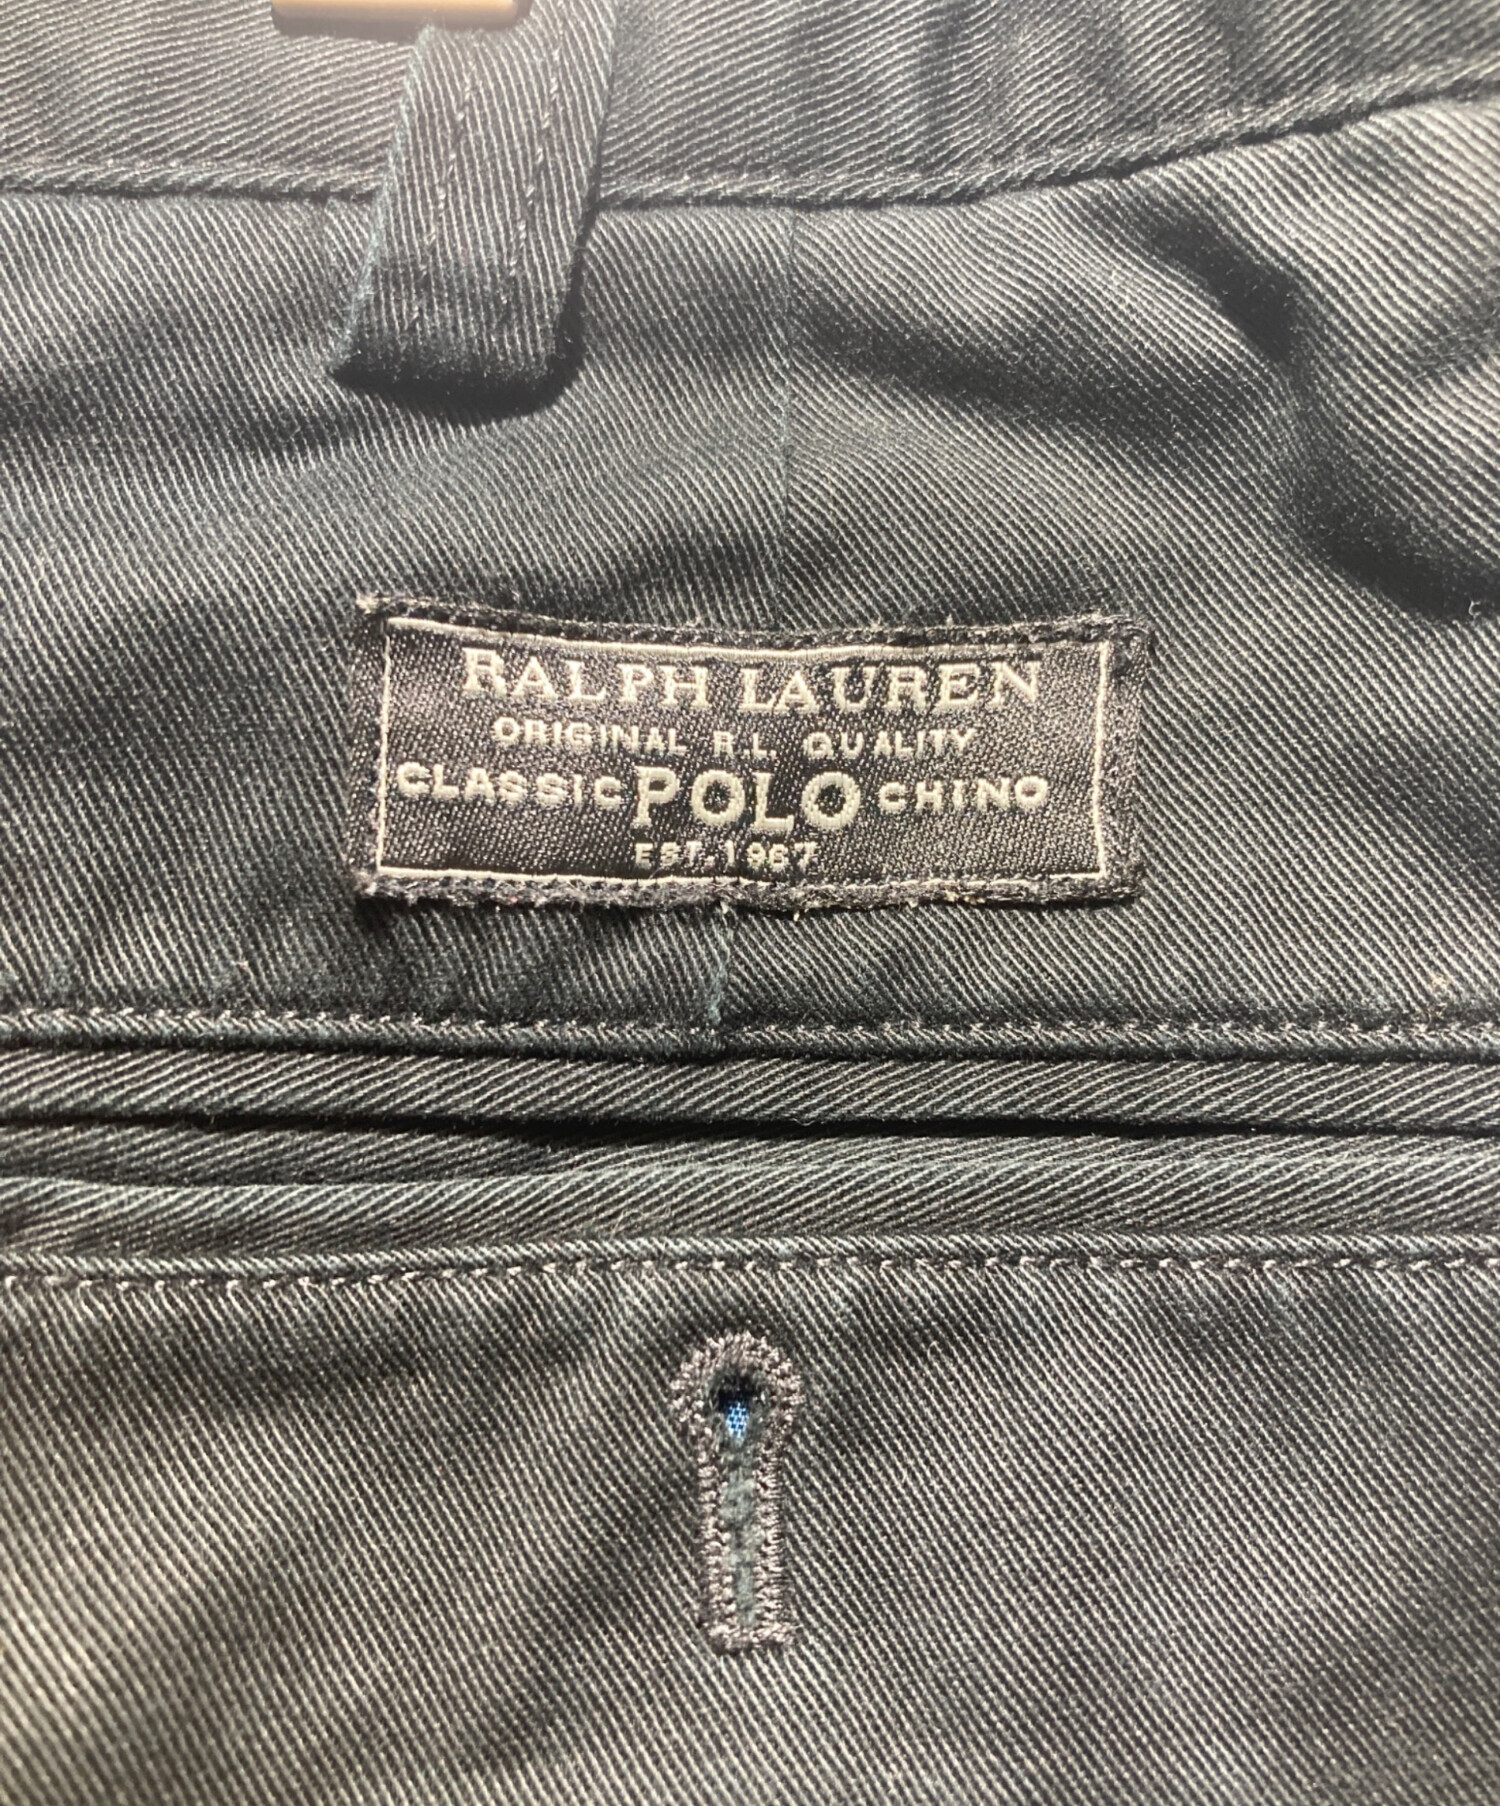 RALPH LAUREN
ORIGINAL R.L. QUALITY
CLASSIC POLO CHINO
EST. 1967